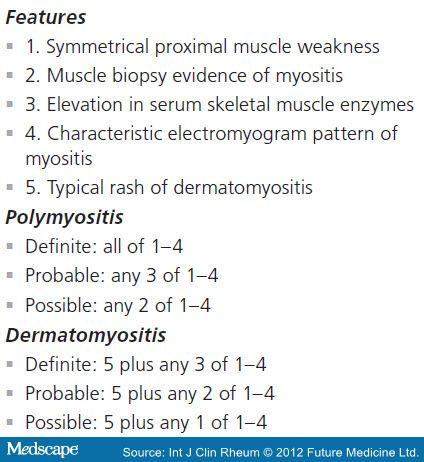 Features
▪ 1. Symmetrical proximal muscle weakness
▪ 2. Muscle biopsy evidence of myositis
▪ 3. Elevation in serum skeletal muscle enzymes
▪ 4. Characteristic electromyogram pattern of
myositis
▪ 5. Typical rash of dermatomyositis
Polymyositis
▪ Definite: all of 1–4
▪ Probable: any 3 of 1–4
▪ Possible: any 2 of 1–4
Dermatomyositis
▪ Definite: 5 plus any 3 of 1–4
▪ Probable: 5 plus any 2 of 1–4
▪ Possible: 5 plus any 1 of 1–4
Medscape Source: Int J Clin Rheum © 2012 Future Medicine Ltd.